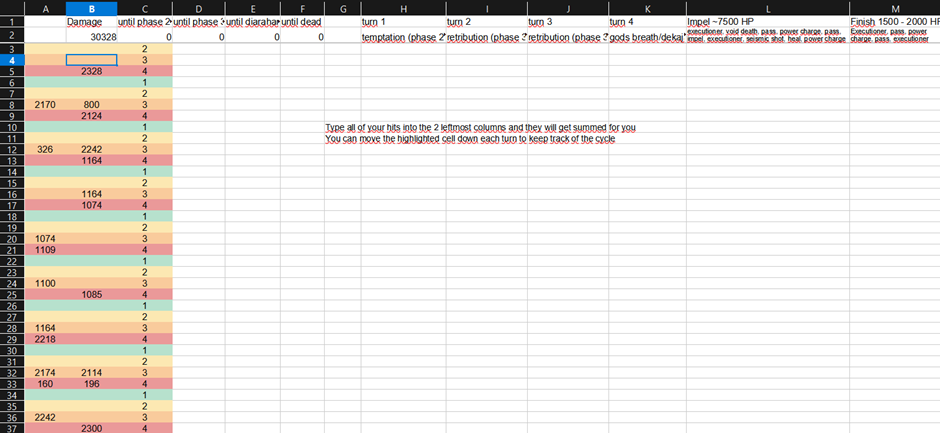 A B C D E F G H I J K L M
1 Damage until phase 2 until phase until diarahan until dead turn 1 turn 2 turn 3 turn 4 Impel ~7500 HP Finish 1500 - 2000 HP
2 30328 0 0 0 0 temptation (phase 2 retribution (phase retribution (phase gods breath/dekaja executioner, void death, pass, power charge, pass, Executioner, pass, power
impel, executioner, seismic shot, heal, power charge charge, pass, executioner
3 2
4 3
5 2328 4
6 1
7 2
8 2170 800 3
9 2124 4
10 1 Type all of your hits into the 2 leftmost columns and they will get summed for you
11 2 You can move the highlighted cell down each turn to keep track of the cycle
12 326 2242 3
13 1164 4
14 1
15 2
16 1164 3
17 1074 4
18 1
19 2
20 1074 3
21 1109 4
22 1
23 2
24 1100 3
25 1085 4
26 1
27 2
28 1164 3
29 2218 4
30 1
31 2
32 2174 2114 3
33 160 196 4
34 1
35 2
36 2242 3
37 2300 4